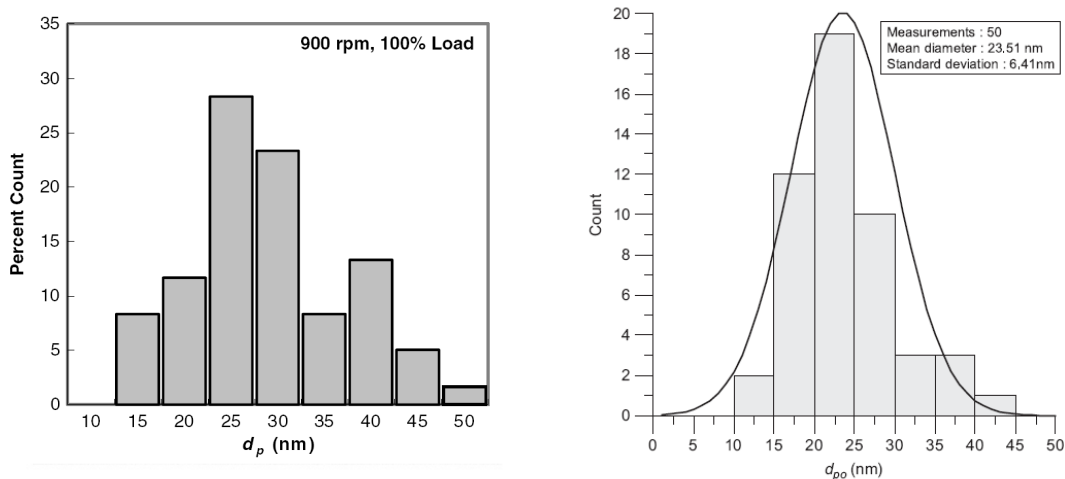 35
30
25
20
15
10
5
0
Percent Count
900 rpm, 100% Load
10 15 20 25 30 35 40 45 50
dp (nm)
20
18
16
14
12
10
8
6
4
2
0
Count
Measurements : 50
Mean diameter : 23,51 nm
Standard deviation : 6,41nm
0 5 10 15 20 25 30 35 40 45 50
dpo (nm)